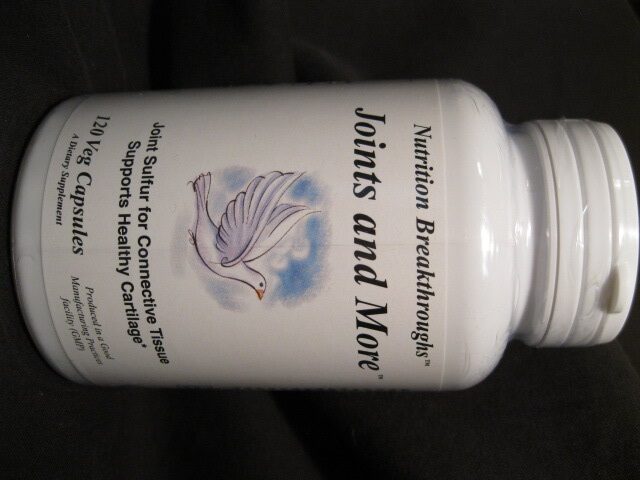 Nutrition Breakthroughs™
Joints and More™
Joint Sulfur for Connective Tissue
Supports Healthy Cartilage*
120 Veg Capsules
A Dietary Supplement
Produced in a Good
Manufacturing Practices
facility (GMP)